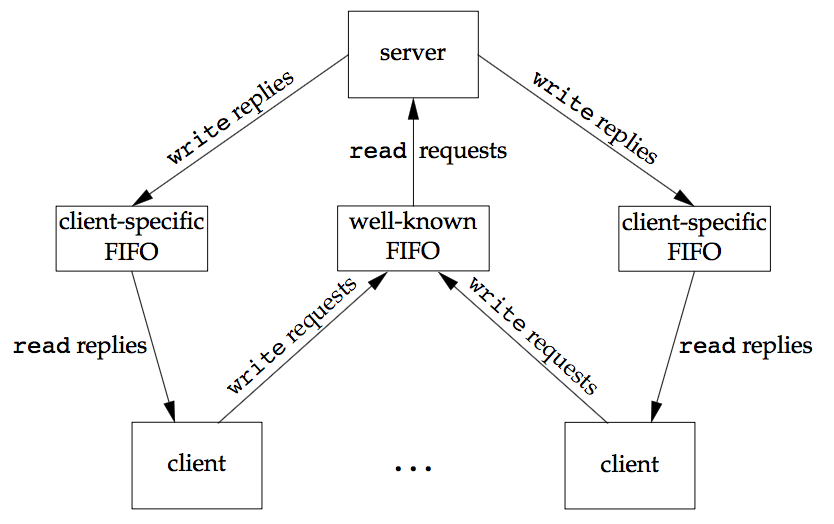 server
write replies
write replies
read requests
client-specific
FIFO
well-known
FIFO
client-specific
FIFO
write requests
write requests
read replies
read replies
client
...
client